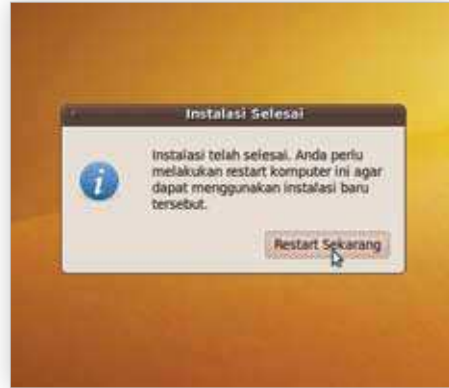 Instalasi Selesai
Instalasi telah selesai. Anda perlu
melakukan restart komputer ini agar
dapat menggunakan instalasi baru
tersebut.
Restart Sekarang